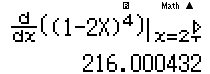 R Math ▲
d/dx((1-2X)^4)|x=2
216.000432